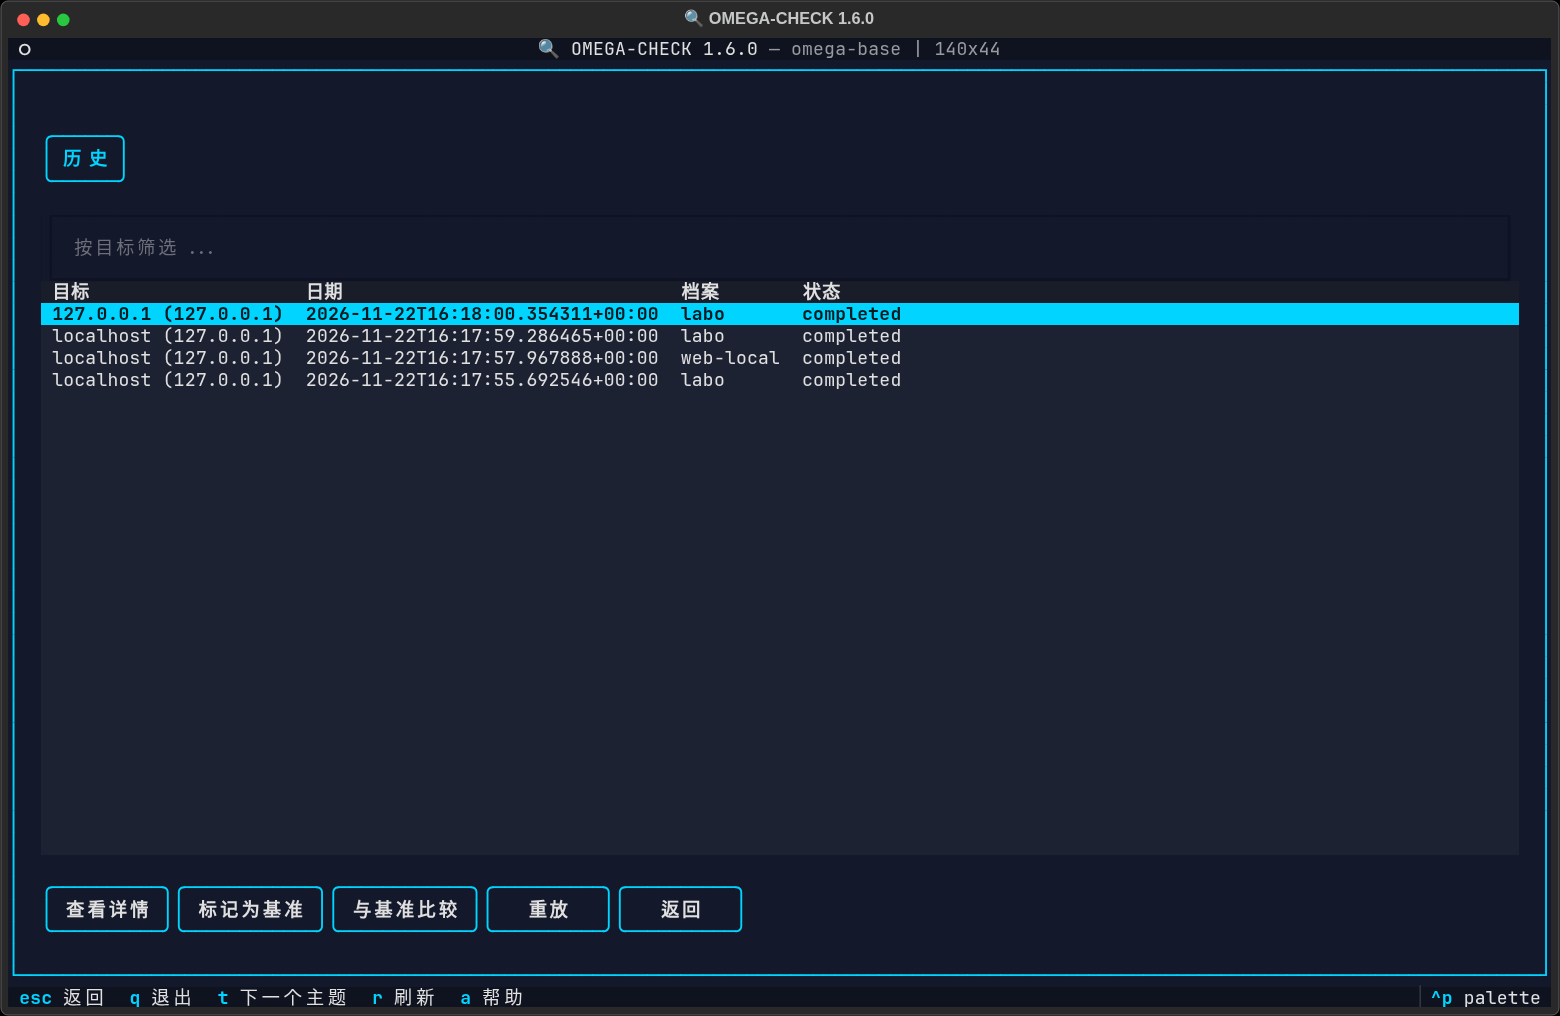 🔍 OMEGA-CHECK 1.6.0
🔍 OMEGA-CHECK 1.6.0 — omega-base | 140x44
历史
按目标筛选 ...
目标 日期 档案 状态
127.0.0.1 (127.0.0.1) 2026-11-22T16:18:00.354311+00:00 labo completed
localhost (127.0.0.1) 2026-11-22T16:17:59.286465+00:00 labo completed
localhost (127.0.0.1) 2026-11-22T16:17:57.967888+00:00 web-local completed
localhost (127.0.0.1) 2026-11-22T16:17:55.692546+00:00 labo completed
查看详情 标记为基准 与基准比较 重放 返回
esc 返回 q 退出 t 下一个主题 r 刷新 a 帮助 ^p palette